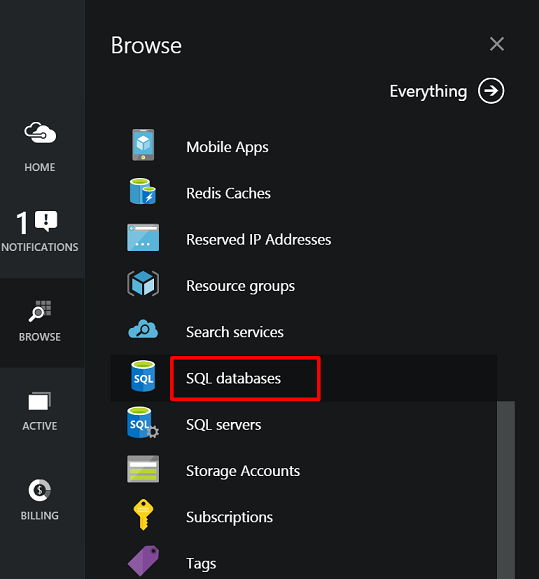 Browse
Everything
HOME
1
NOTIFICATIONS
BROWSE
ACTIVE
BILLING
Mobile Apps
Redis Caches
Reserved IP Addresses
Resource groups
Search services
SQL
SQL databases
SQL
SQL servers
Storage Accounts
Subscriptions
Tags